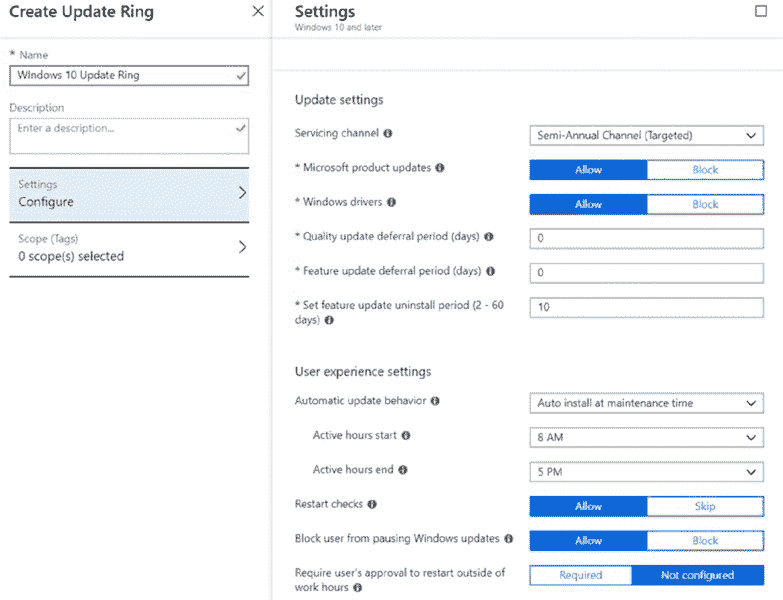 Create Update Ring
* Name
WIndows 10 Update Ring
Description
Enter a description...
Settings
Configure
Scope (Tags)
0 scope(s) selected
Settings
Windows 10 and later
Update settings
Servicing channel
Semi-Annual Channel (Targeted)
* Microsoft product updates
Allow
Block
* Windows drivers
Allow
Block
* Quality update deferral period (days)
0
* Feature update deferral period (days)
0
* Set feature update uninstall period (2 - 60
days)
10
User experience settings
Automatic update behavior
Auto install at maintenance time
Active hours start
8 AM
Active hours end
5 PM
Restart checks
Allow
Skip
Block user from pausing Windows updates
Allow
Block
Require user's approval to restart outside of
work hours
Required
Not configured